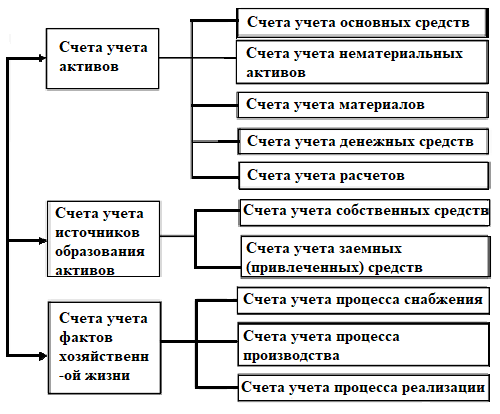 Счета учета
активов
Счета учета основных средств
Счета учета нематериальных
активов
Счета учета материалов
Счета учета денежных средств
Счета учета расчетов
Счета учета
источников
образования
активов
Счета учета собственных средств
Счета учета заемных
(привлеченных) средств
Счета учета
фактов
хозяйственн
-ой жизни
Счета учета процесса снабжения
Счета учета процесса
производства
Счета учета процесса реализации